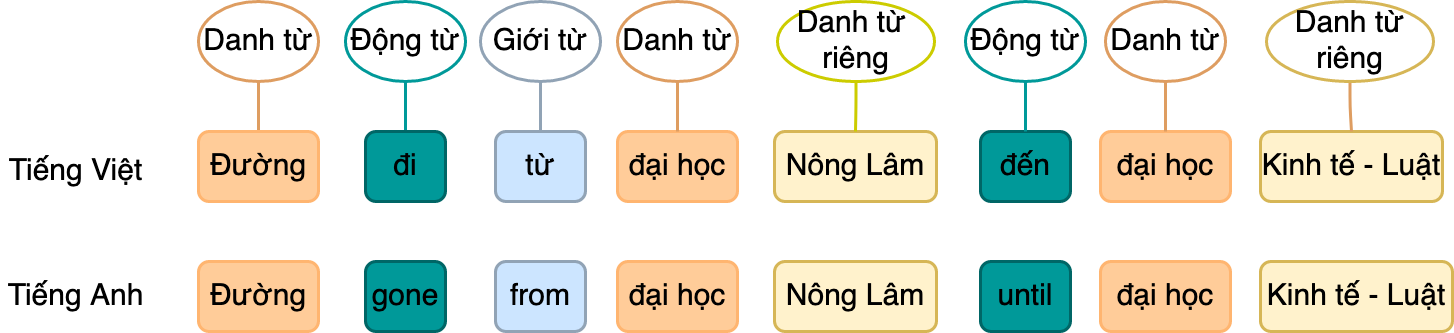 Danh từ Động từ Giới từ Danh từ Danh từ riêng Động từ Danh từ Danh từ riêng
Tiếng Việt Đường đi từ đại học Nông Lâm đến đại học Kinh tế - Luật
Tiếng Anh Đường gone from đại học Nông Lâm until đại học Kinh tế - Luật